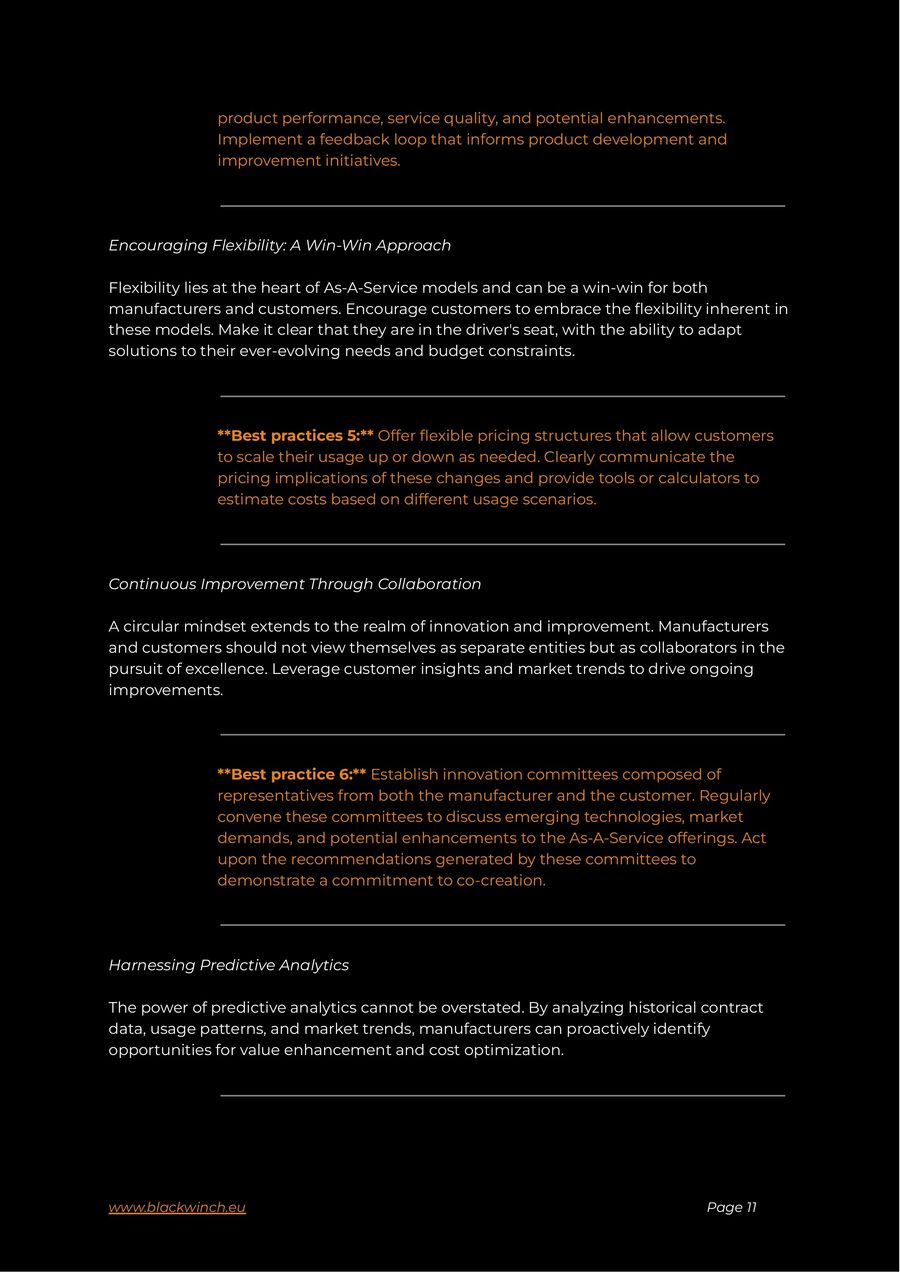 product performance, service quality, and potential enhancements.
Implement a feedback loop that informs product development and
improvement initiatives.
Encouraging Flexibility: A Win-Win Approach
Flexibility lies at the heart of As-A-Service models and can be a win-win for both
manufacturers and customers. Encourage customers to embrace the flexibility inherent in
these models. Make it clear that they are in the driver's seat, with the ability to adapt
solutions to their ever-evolving needs and budget constraints.
**Best practices 5:** Offer flexible pricing structures that allow customers
to scale their usage up or down as needed. Clearly communicate the
pricing implications of these changes and provide tools or calculators to
estimate costs based on different usage scenarios.
Continuous Improvement Through Collaboration
A circular mindset extends to the realm of innovation and improvement. Manufacturers
and customers should not view themselves as separate entities but as collaborators in the
pursuit of excellence. Leverage customer insights and market trends to drive ongoing
improvements.
**Best practice 6:** Establish innovation committees composed of
representatives from both the manufacturer and the customer. Regularly
convene these committees to discuss emerging technologies, market
demands, and potential enhancements to the As-A-Service offerings. Act
upon the recommendations generated by these committees to
demonstrate a commitment to co-creation.
Harnessing Predictive Analytics
The power of predictive analytics cannot be overstated. By analyzing historical contract
data, usage patterns, and market trends, manufacturers can proactively identify
opportunities for value enhancement and cost optimization.
www.blackwinch.eu
Page 11